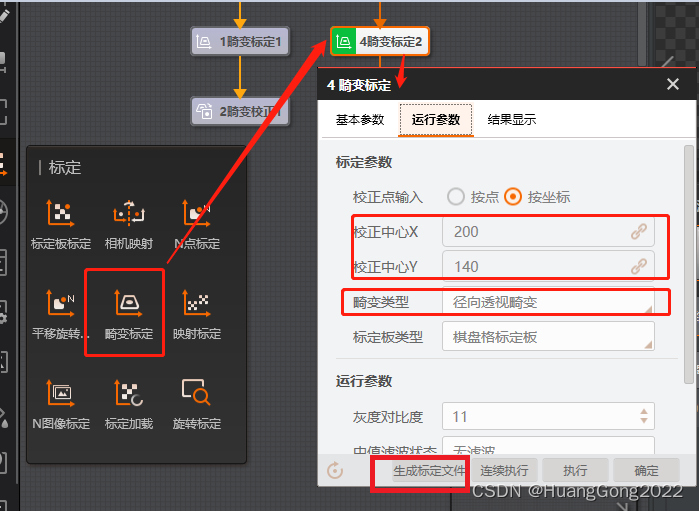 1畸变标定1
4畸变标定2
2畸变校正1
标定
标定板标定
相机映射
N点标定
平移旋转...
畸变标定
映射标定
N图像标定
标定加载
旋转标定
4 畸变标定
基本参数
运行参数
结果显示
标定参数
校正点输入 按点 按坐标
校正中心X 200
校正中心Y 140
畸变类型 径向透视畸变
标定板类型 棋盘格标定板
运行参数
灰度对比度 11
中值滤波状态 无滤波
生成标定文件 连续执行 执行 确定
CSDN @HuangGong2022